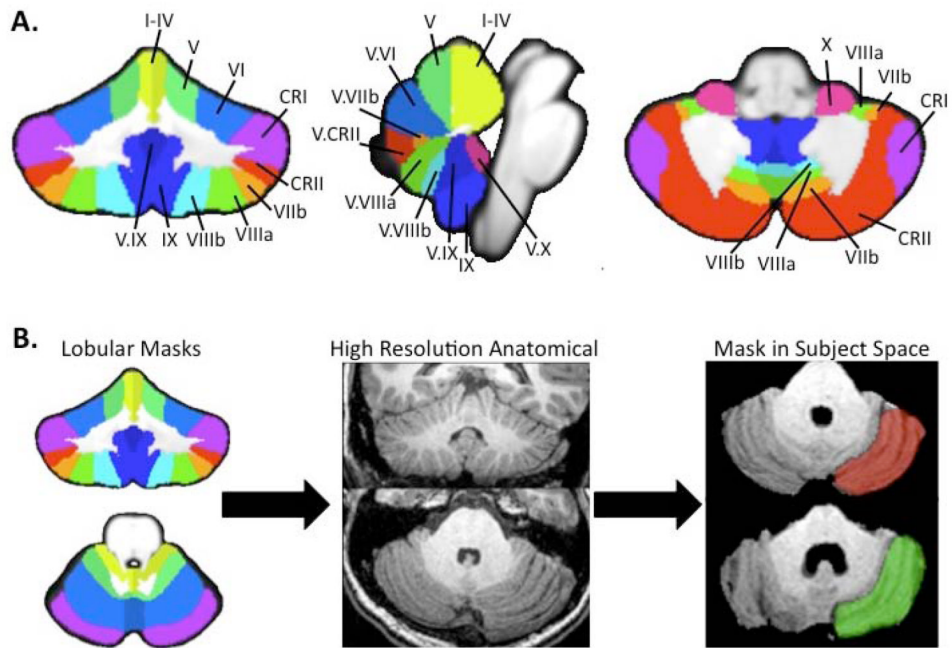 A.
I-IV
V
VI
CRI
CRII
VIIb
VIIIa
VIIIb
IX
V.IX
V
I-IV
V.VI
V.VIIb
V.CRII
V.VIIIa
V.VIIIb
V.IX
IX
V.X
X
VIIIa
VIIb
CRI
CRII
VIIb
VIIIa
VIIIb
B.
Lobular Masks
High Resolution Anatomical
Mask in Subject Space